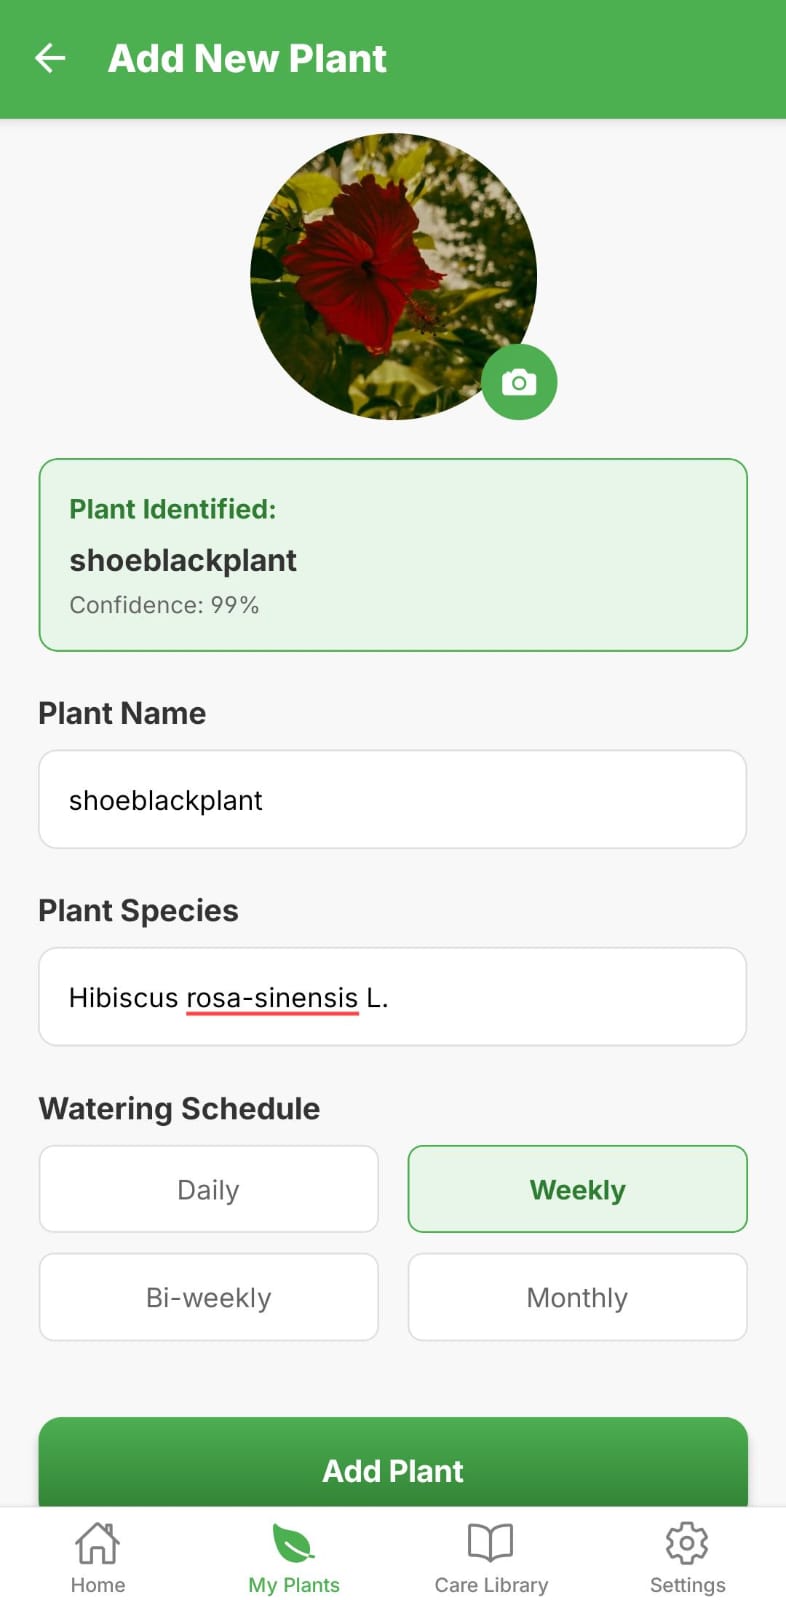 Add New Plant
Plant Identified:
shoeblackplant
Confidence: 99%
Plant Name
shoeblackplant
Plant Species
Hibiscus rosa-sinensis L.
Watering Schedule
Daily
Weekly
Bi-weekly
Monthly
Add Plant
Home
My Plants
Care Library
Settings